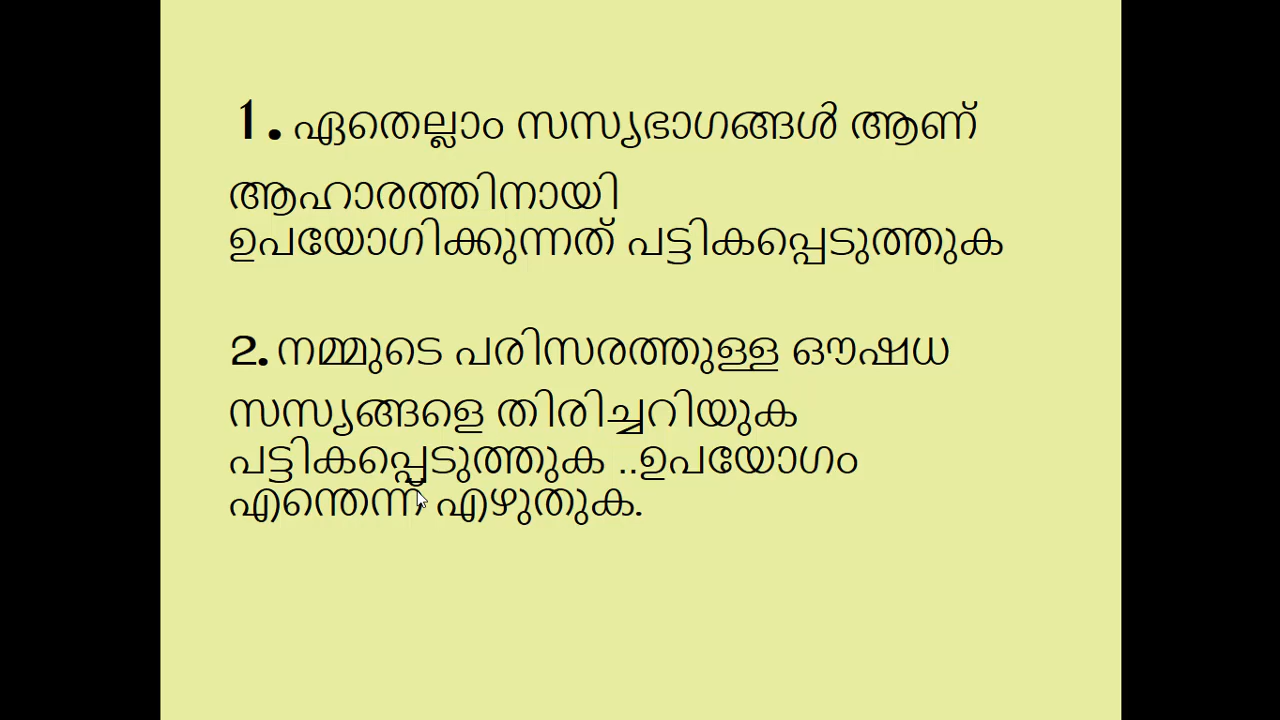 1. ഏതെല്ലാം സസ്യഭാഗങ്ങൾ ആണ്
ആഹാരത്തിനായി
ഉപയോഗിക്കുന്നത് പട്ടികപ്പെടുത്തുക
2. നമ്മുടെ പരിസരത്തുള്ള ഔഷധ
സസ്യങ്ങളെ തിരിച്ചറിയുക
പട്ടികപ്പെടുത്തുക ..ഉപയോഗം
എന്തെന്ന് എഴുതുക.